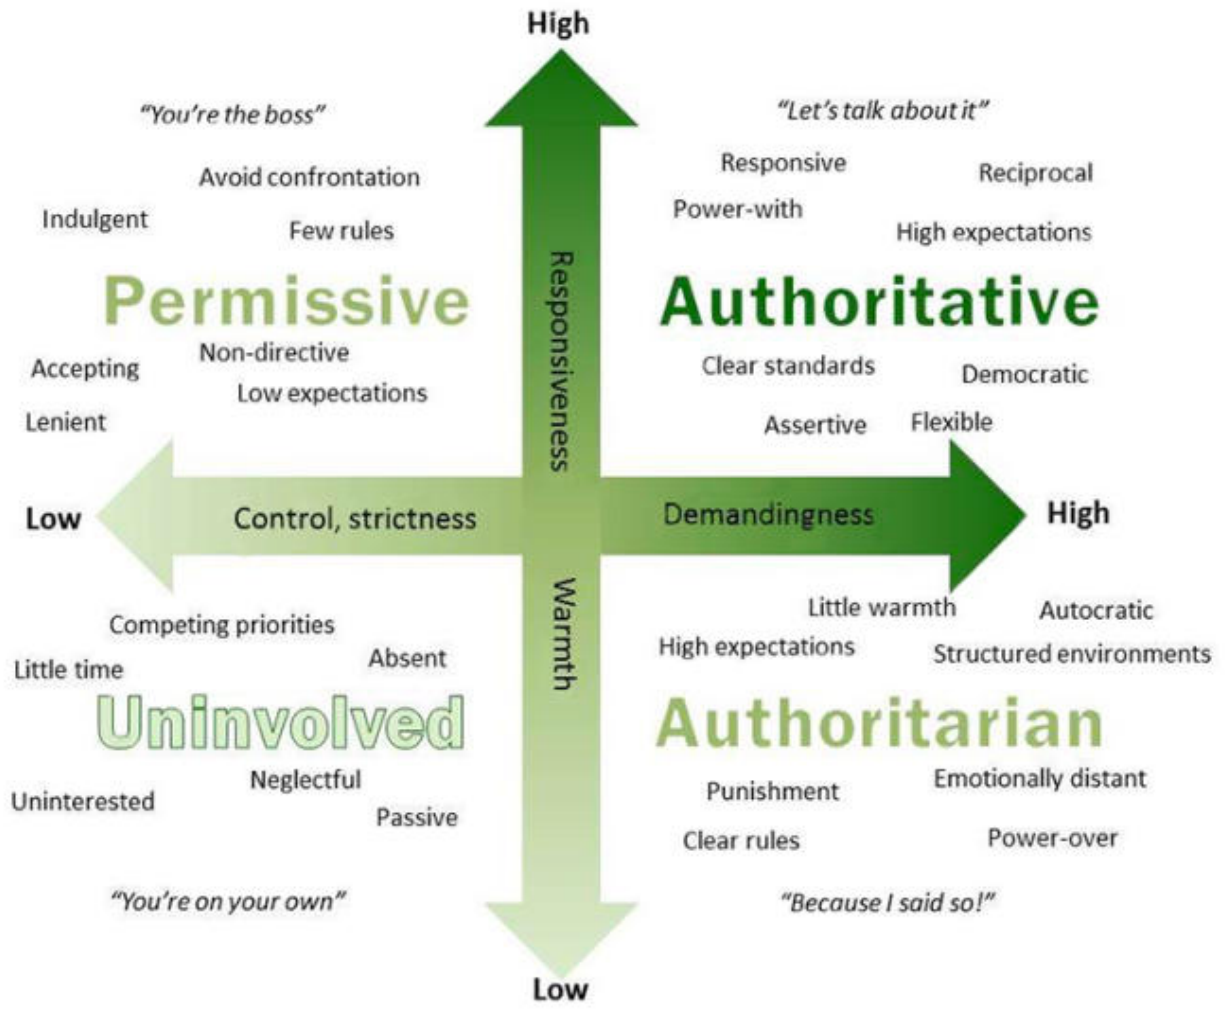 High
“You’re the boss”
“Let’s talk about it”
Avoid confrontation
Responsive
Reciprocal
Indulgent
Few rules
Power-with
High expectations
Permissive
Authoritative
Accepting
Non-directive
Low expectations
Lenient
Clear standards
Democratic
Assertive
Flexible
Responsiveness
Low
Control, strictness
Demandingness
High
Warmth
Competing priorities
Little time
Absent
Uninvolved
Neglectful
Uninterested
Passive
“You’re on your own”
Little warmth
Autocratic
High expectations
Structured environments
Authoritarian
Punishment
Emotionally distant
Clear rules
Power-over
“Because I said so!”
Low